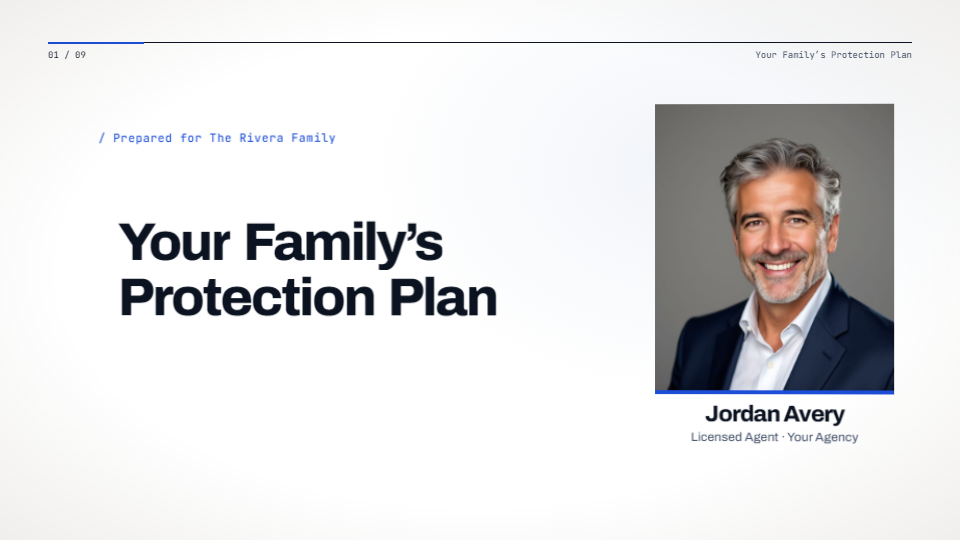 01 / 09
Your Family’s Protection Plan
/ Prepared for The Rivera Family
Your Family’s
Protection Plan
Jordan Avery
Licensed Agent · Your Agency